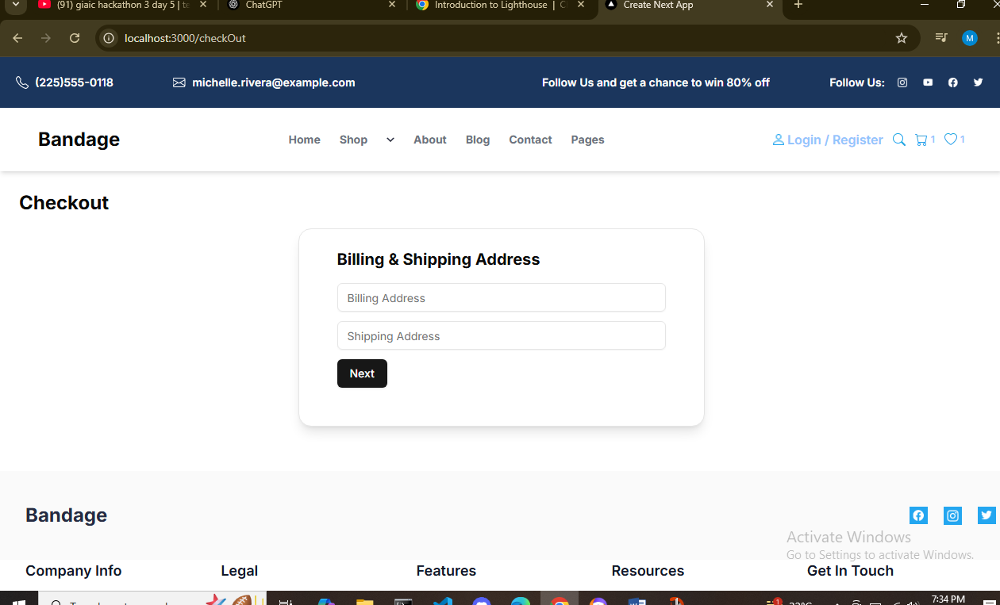 (91) giaic hackathon 3 day 5 | te
ChatGPT
Introduction to Lighthouse | C
Create Next App
localhost:3000/checkOut
M
(225)555-0118
michelle.rivera@example.com
Follow Us and get a chance to win 80% off
Follow Us:
Bandage
Home
Shop
About
Blog
Contact
Pages
Login / Register
1
1
Checkout
Billing & Shipping Address
Billing Address
Shipping Address
Next
Bandage
Activate Windows
Go to Settings to activate Windows.
Company Info
Legal
Features
Resources
Get In Touch
1
7:34 PM